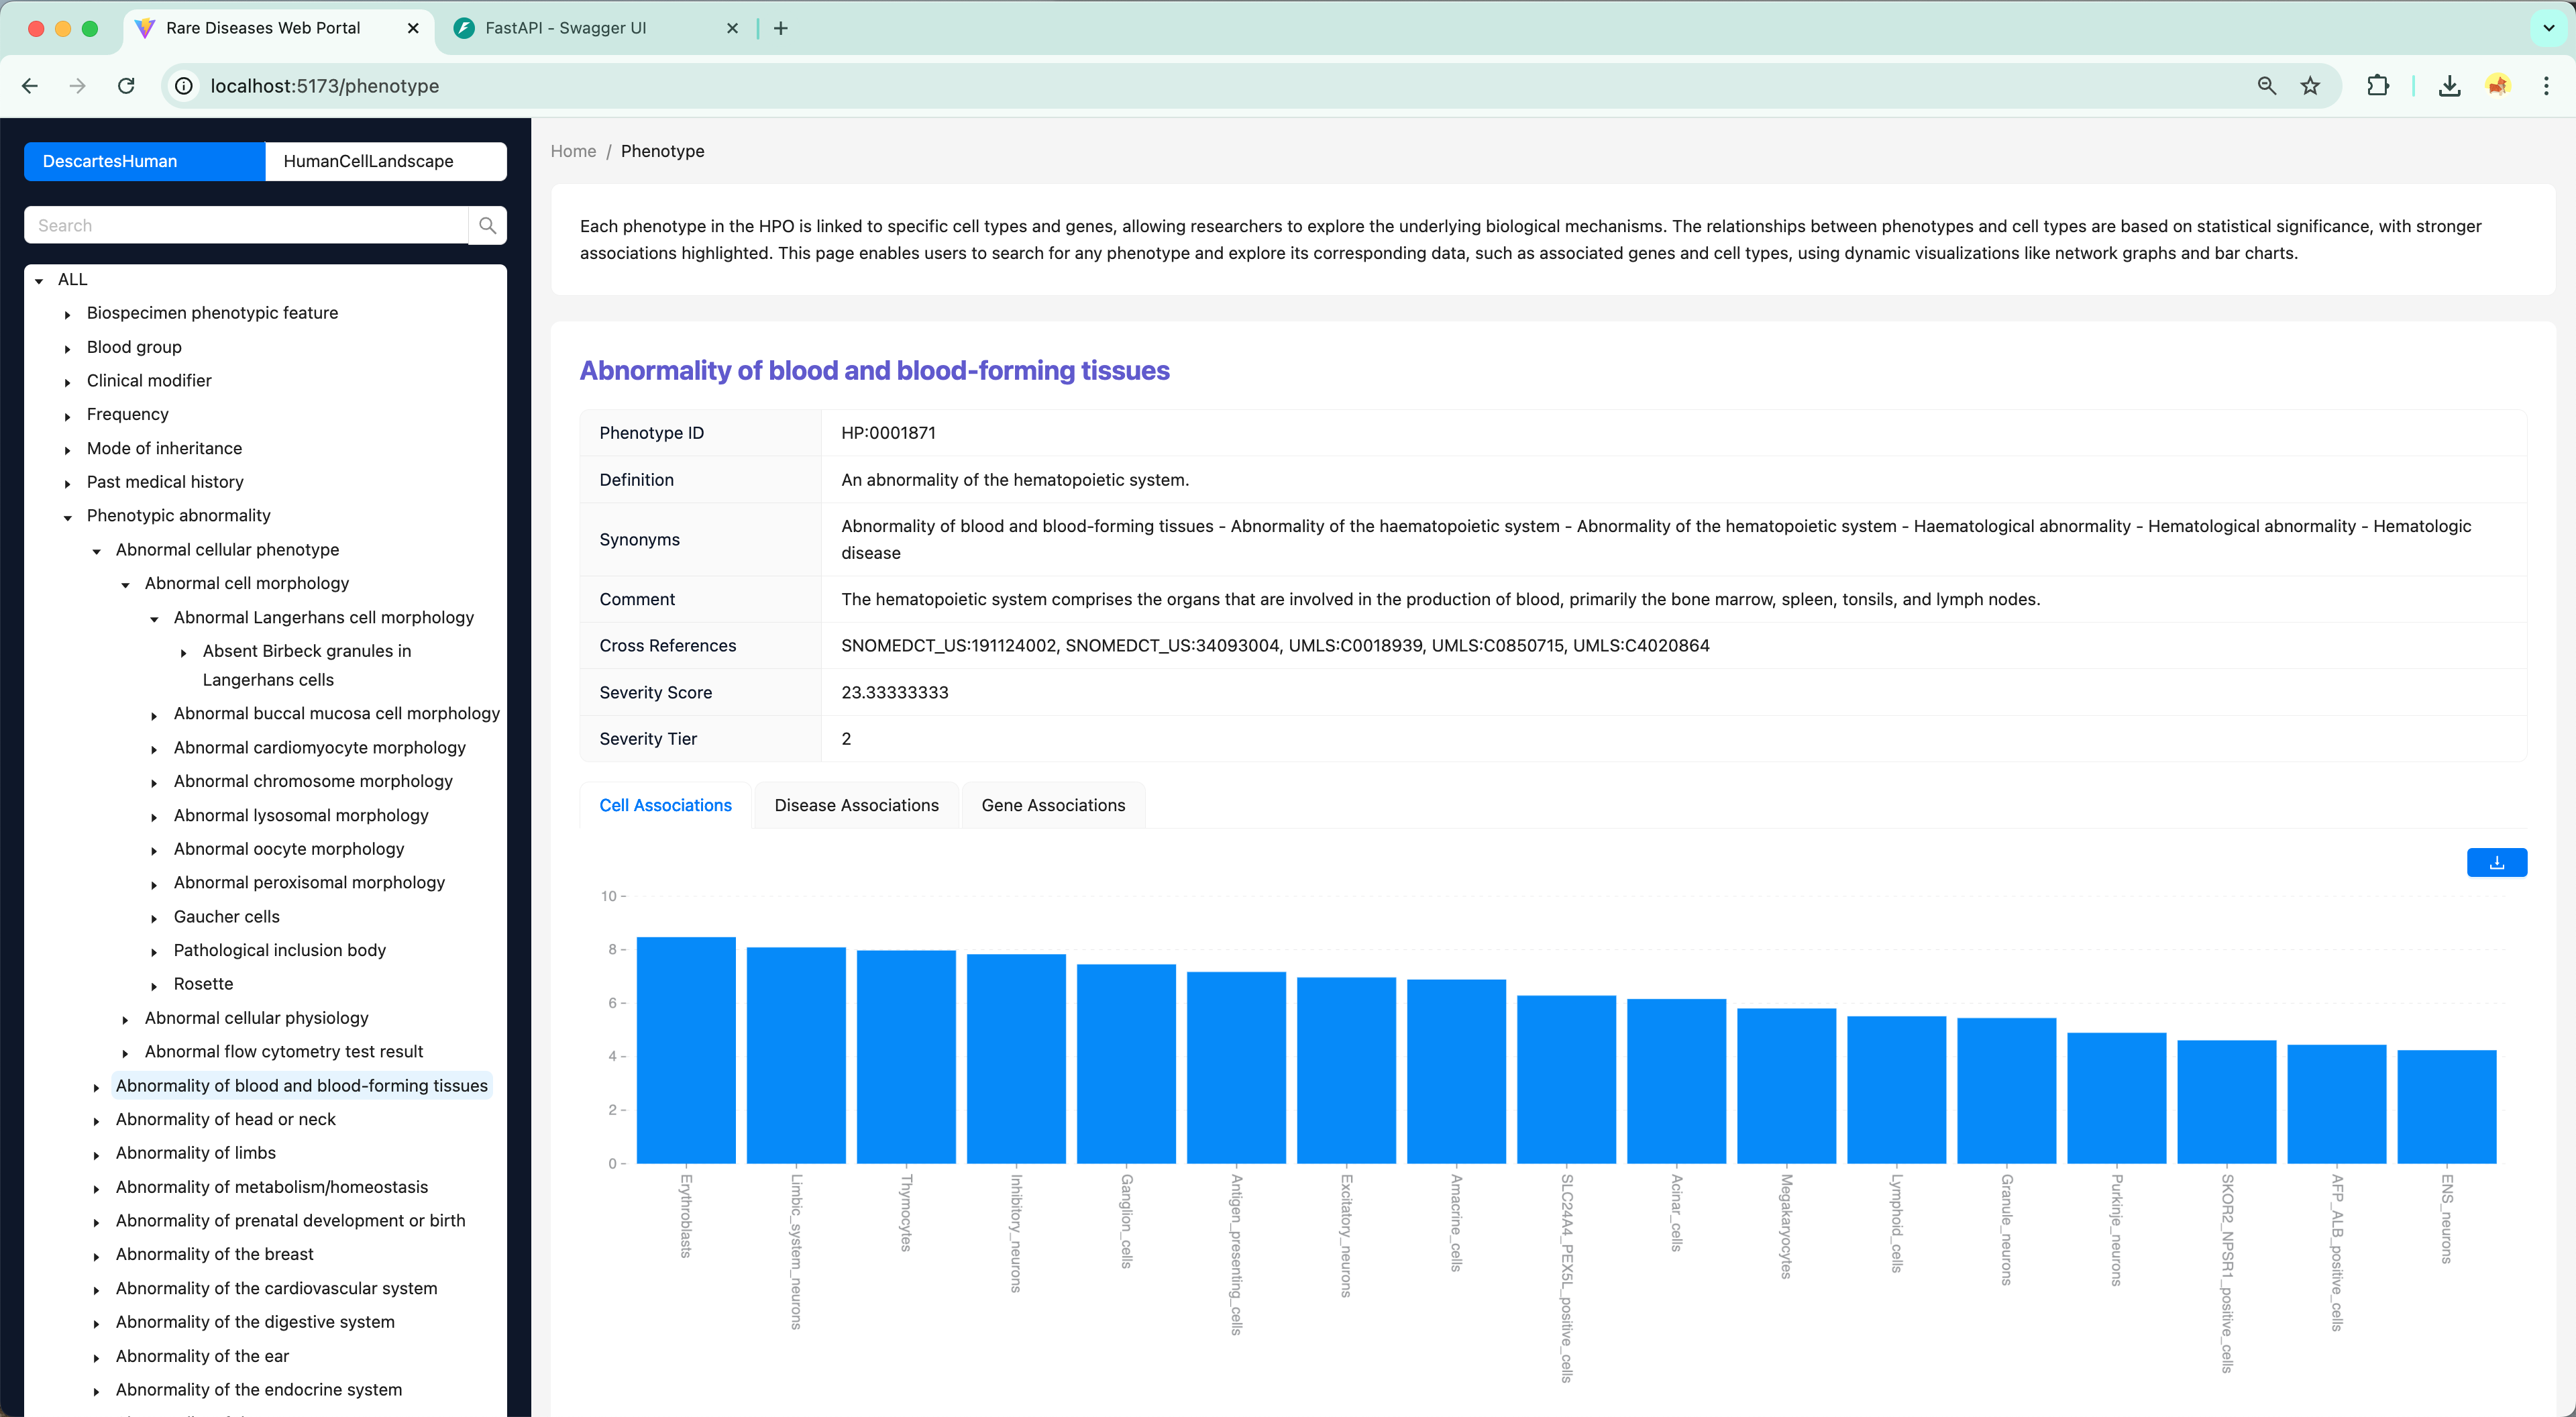 Rare Diseases Web Portal
FastAPI - Swagger UI
localhost:5173/phenotype
DescartesHuman
HumanCellLandscape
Search
ALL
Biospecimen phenotypic feature
Blood group
Clinical modifier
Frequency
Mode of inheritance
Past medical history
Phenotypic abnormality
Abnormal cellular phenotype
Abnormal cell morphology
Abnormal Langerhans cell morphology
Absent Birbeck granules in
Langerhans cells
Abnormal buccal mucosa cell morphology
Abnormal cardiomyocyte morphology
Abnormal chromosome morphology
Abnormal lysosomal morphology
Abnormal oocyte morphology
Abnormal peroxisomal morphology
Gaucher cells
Pathological inclusion body
Rosette
Abnormal cellular physiology
Abnormal flow cytometry test result
Abnormality of blood and blood-forming tissues
Abnormality of head or neck
Abnormality of limbs
Abnormality of metabolism/homeostasis
Abnormality of prenatal development or birth
Abnormality of the breast
Abnormality of the cardiovascular system
Abnormality of the digestive system
Abnormality of the ear
Abnormality of the endocrine system
Home / Phenotype
Each phenotype in the HPO is linked to specific cell types and genes, allowing researchers to explore the underlying biological mechanisms. The relationships between phenotypes and cell types are based on statistical significance, with stronger
associations highlighted. This page enables users to search for any phenotype and explore its corresponding data, such as associated genes and cell types, using dynamic visualizations like network graphs and bar charts.
Abnormality of blood and blood-forming tissues
Phenotype ID HP:0001871
Definition An abnormality of the hematopoietic system.
Synonyms Abnormality of blood and blood-forming tissues - Abnormality of the haematopoietic system - Abnormality of the hematopoietic system - Haematological abnormality - Hematological abnormality - Hematologic
disease
Comment The hematopoietic system comprises the organs that are involved in the production of blood, primarily the bone marrow, spleen, tonsils, and lymph nodes.
Cross References SNOMEDCT_US:191124002, SNOMEDCT_US:34093004, UMLS:C0018939, UMLS:C0850715, UMLS:C4020864
Severity Score 23.33333333
Severity Tier 2
Cell Associations
Disease Associations
Gene Associations
10
8
6
4
2
0
Erythroblasts
Limbic_system_neurons
Thymocytes
Inhibitory_neurons
Ganglion_cells
Antigen_presenting_cells
Excitatory_neurons
Amacrine_cells
SLC24A4_PEX5L_positive_cells
Acinar_cells
Megakaryocytes
Lymphoid_cells
Granule_neurons
Purkinje_neurons
SKOR2_NPSR1_positive_cells
AFP_ALB_positive_cells
ENS_neurons